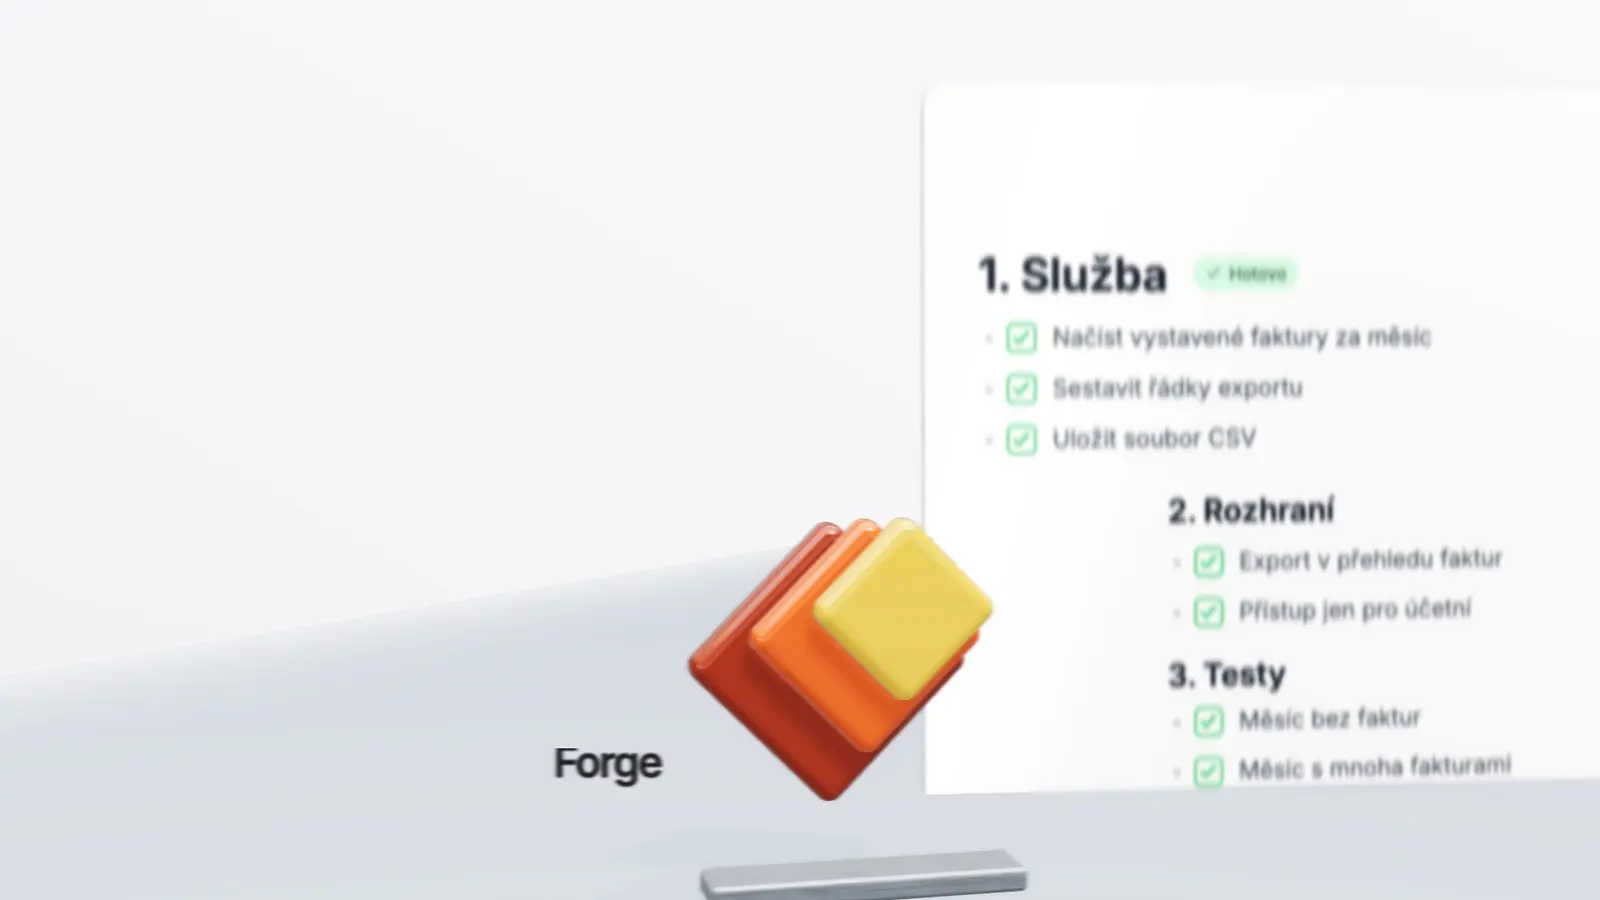 1. Služba
✓ Hotovo
Načíst vystavené faktury za měsíc
Sestavit řádky exportu
Uložit soubor CSV
2. Rozhraní
Export v přehledu faktur
Přístup jen pro účetní
3. Testy
Měsíc bez faktur
Měsíc s mnoha fakturami
Forge